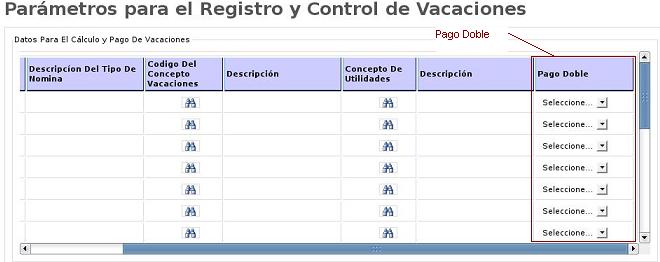 Parámetros para el Registro y Control de Vacaciones
Datos Para El Cálculo y Pago De Vacaciones
Pago Doble
Descripcíon Del Tipo De Nomina
Codigo Del Concepto Vacaciones
Descripción
Concepto De Utilidades
Descripción
Pago Doble
Seleccione...
Seleccione...
Seleccione...
Seleccione...
Seleccione...
Seleccione...
Seleccione...